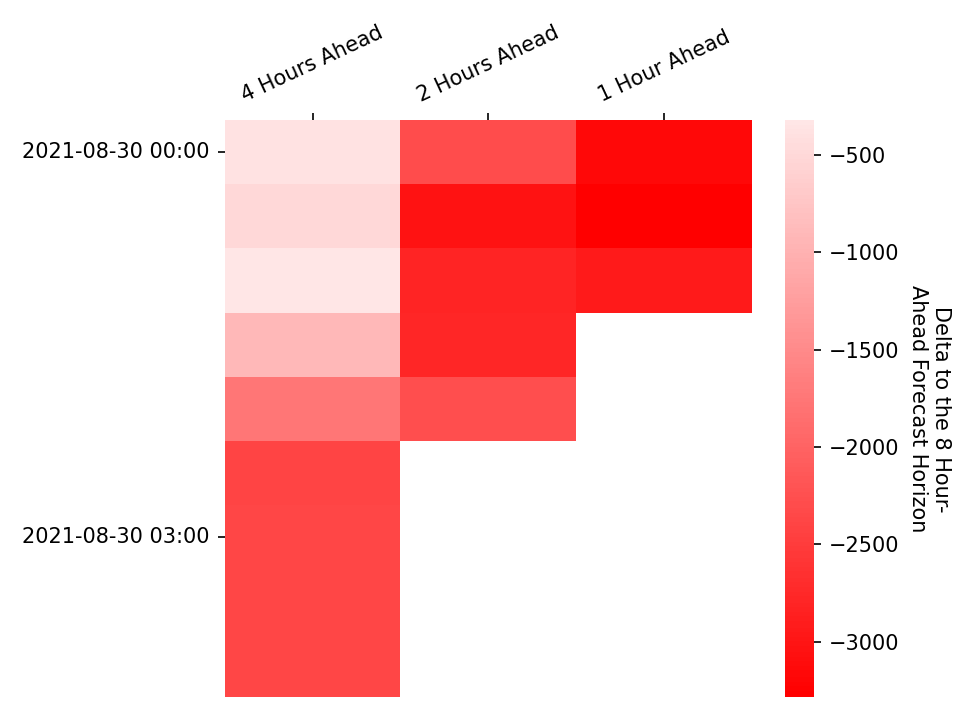 4 Hours Ahead
2 Hours Ahead
1 Hour Ahead
2021-08-30 00:00
2021-08-30 03:00
−500
−1000
−1500
−2000
−2500
−3000
Delta to the 8 Hour-
Ahead Forecast Horizon